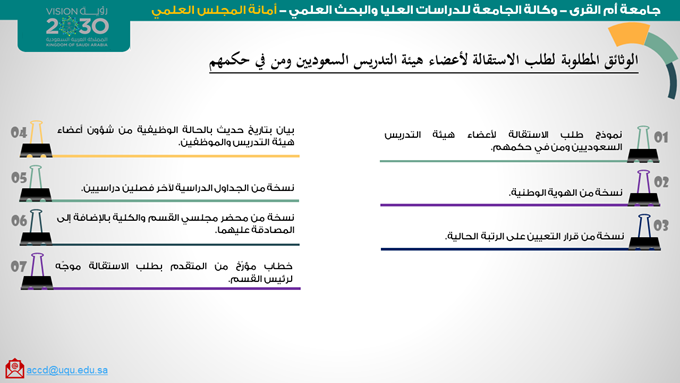 جامعة أم القرى – وكالة الجامعة للدراسات العليا والبحث العلمي – أمانة المجلس العلمي
VISION رؤيــة
2030
المملكة العربية السعودية
KINGDOM OF SAUDI ARABIA
الوثائق المطلوبة لطلب الاستقالة لأعضاء هيئة التدريس السعوديين ومن في حكمهم
01
نموذج طلب الاستقالة لأعضاء هيئة التدريس
السعوديين ومن في حكمهم.
02
نسخة من الهوية الوطنية.
03
نسخة من قرار التعيين على الرتبة الحالية.
04
بيان بتاريخ حديث بالحالة الوظيفية من شؤون أعضاء
هيئة التدريس والموظفين.
05
نسخة من الجداول الدراسية لآخر فصلين دراسيين.
06
نسخة من محضر مجلسي القسم والكلية بالإضافة إلى
المصادقة عليهما.
07
خطاب مؤرّخ من المتقدم بطلب الاستقالة موجّه
لرئيس القسم.
accd@uqu.edu.sa